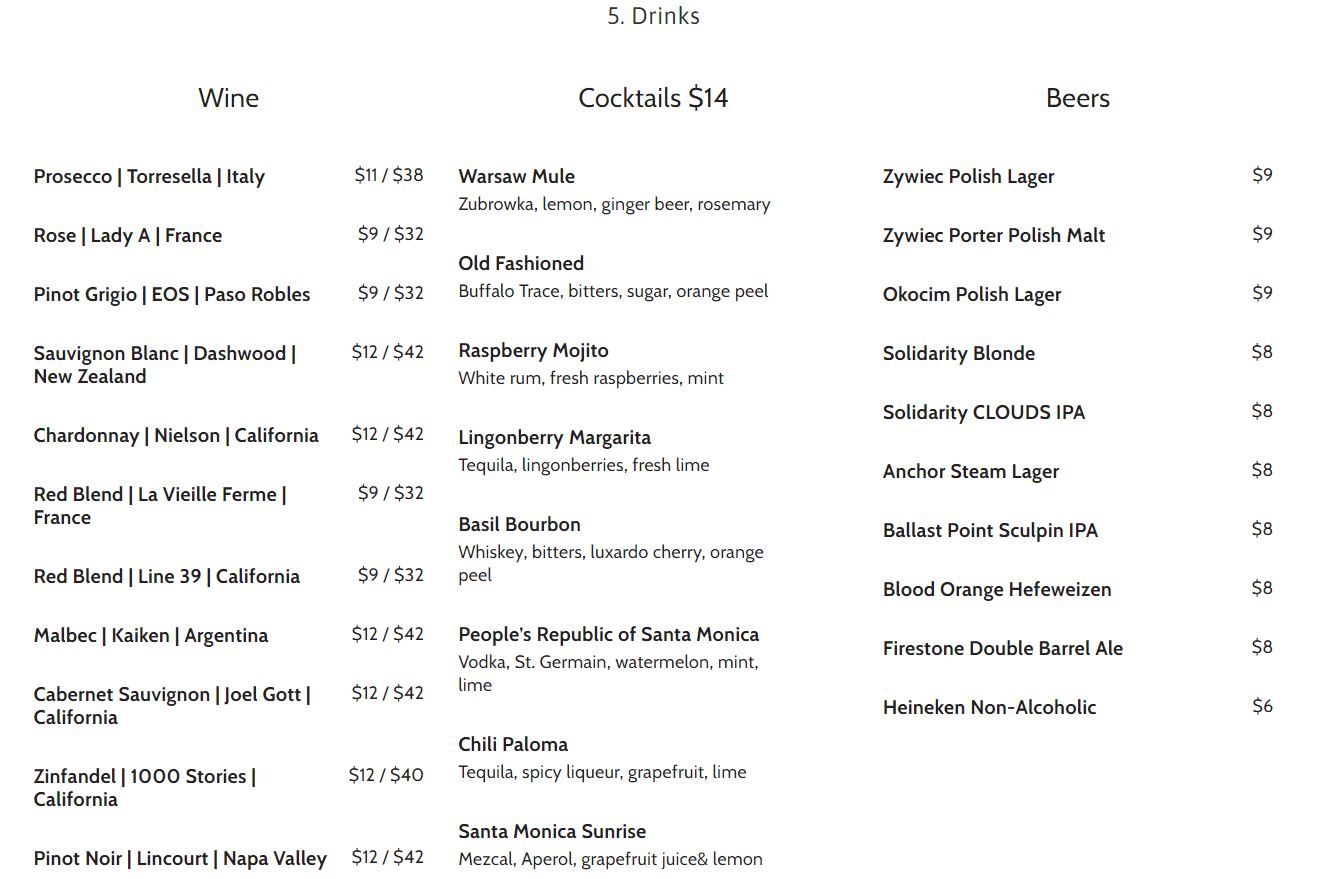 5. Drinks
Wine
Prosecco | Torresella | Italy $11 / $38
Rose | Lady A | France $9 / $32
Pinot Grigio | EOS | Paso Robles $9 / $32
Sauvignon Blanc | Dashwood | $12 / $42
New Zealand
Chardonnay | Nielson | California $12 / $42
Red Blend | La Vieille Ferme | $9 / $32
France
Red Blend | Line 39 | California $9 / $32
Malbec | Kaiken | Argentina $12 / $42
Cabernet Sauvignon | Joel Gott | $12 / $42
California
Zinfandel | 1000 Stories | $12 / $40
California
Pinot Noir | Lincourt | Napa Valley $12 / $42
Cocktails $14
Warsaw Mule
Zubrowka, lemon, ginger beer, rosemary
Old Fashioned
Buffalo Trace, bitters, sugar, orange peel
Raspberry Mojito
White rum, fresh raspberries, mint
Lingonberry Margarita
Tequila, lingonberries, fresh lime
Basil Bourbon
Whiskey, bitters, luxardo cherry, orange
peel
People's Republic of Santa Monica
Vodka, St. Germain, watermelon, mint,
lime
Chili Paloma
Tequila, spicy liqueur, grapefruit, lime
Santa Monica Sunrise
Mezcal, Aperol, grapefruit juice& lemon
Beers
Zywiec Polish Lager $9
Zywiec Porter Polish Malt $9
Okocim Polish Lager $9
Solidarity Blonde $8
Solidarity CLOUDS IPA $8
Anchor Steam Lager $8
Ballast Point Sculpin IPA $8
Blood Orange Hefeweizen $8
Firestone Double Barrel Ale $8
Heineken Non-Alcoholic $6